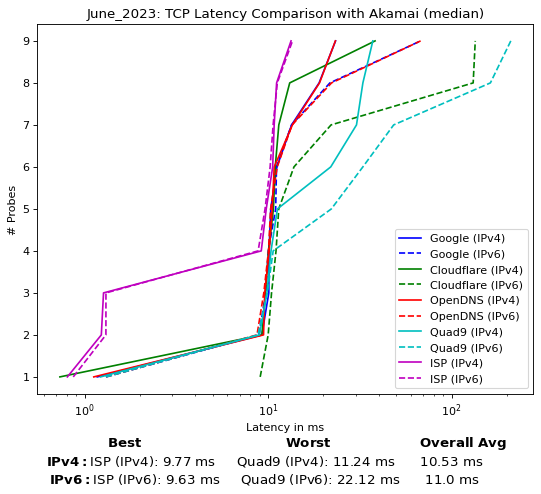 June_2023: TCP Latency Comparison with Akamai (median)
9
8
7
6
5
4
3
2
1
# Probes
Google (IPv4)
Google (IPv6)
Cloudflare (IPv4)
Cloudflare (IPv6)
OpenDNS (IPv4)
OpenDNS (IPv6)
Quad9 (IPv4)
Quad9 (IPv6)
ISP (IPv4)
ISP (IPv6)
10⁰ 10¹ 10²
Latency in ms
Best Worst Overall Avg
IPv4: ISP (IPv4): 9.77 ms Quad9 (IPv4): 11.24 ms 10.53 ms
IPv6: ISP (IPv6): 9.63 ms Quad9 (IPv6): 22.12 ms 11.0 ms